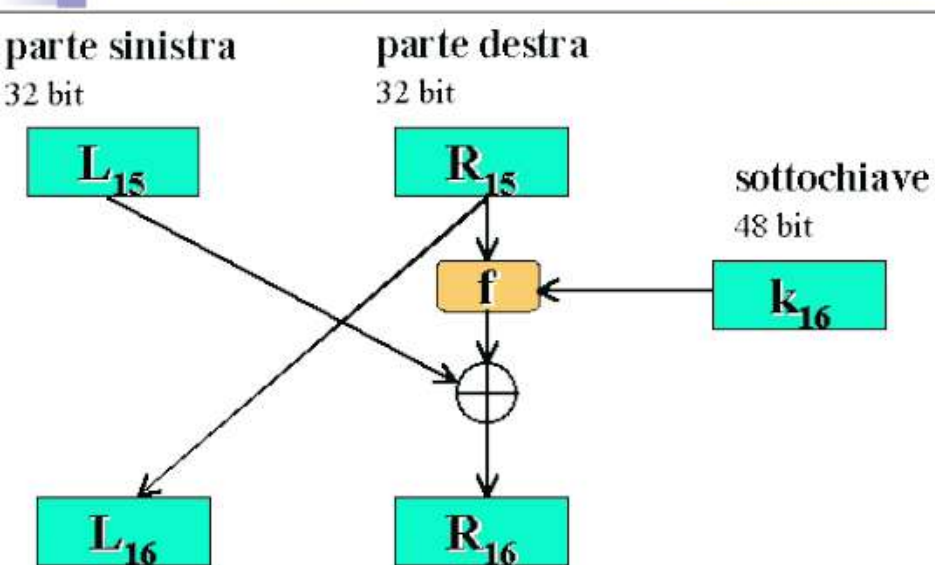 parte sinistra
32 bit
parte destra
32 bit
L15
R15
sottochiave
48 bit
f
k16
L16
R16